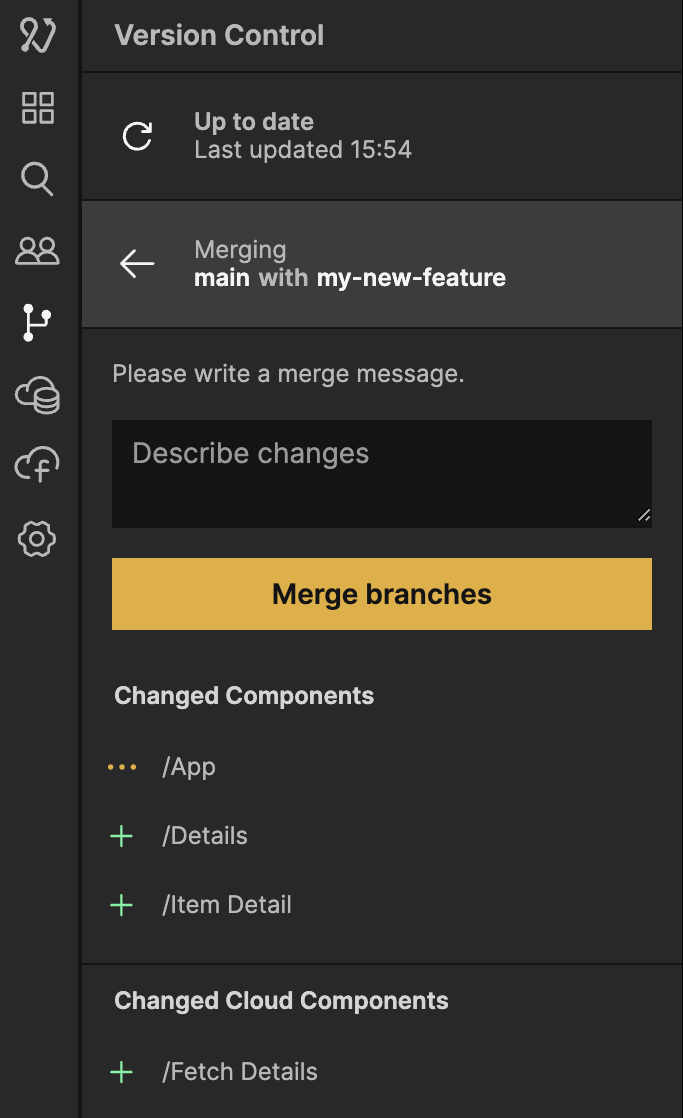 Version Control
Up to date
Last updated 15:54
Merging
main with my-new-feature
Please write a merge message.
Describe changes
Merge branches
Changed Components
/App
/Details
/Item Detail
Changed Cloud Components
/Fetch Details